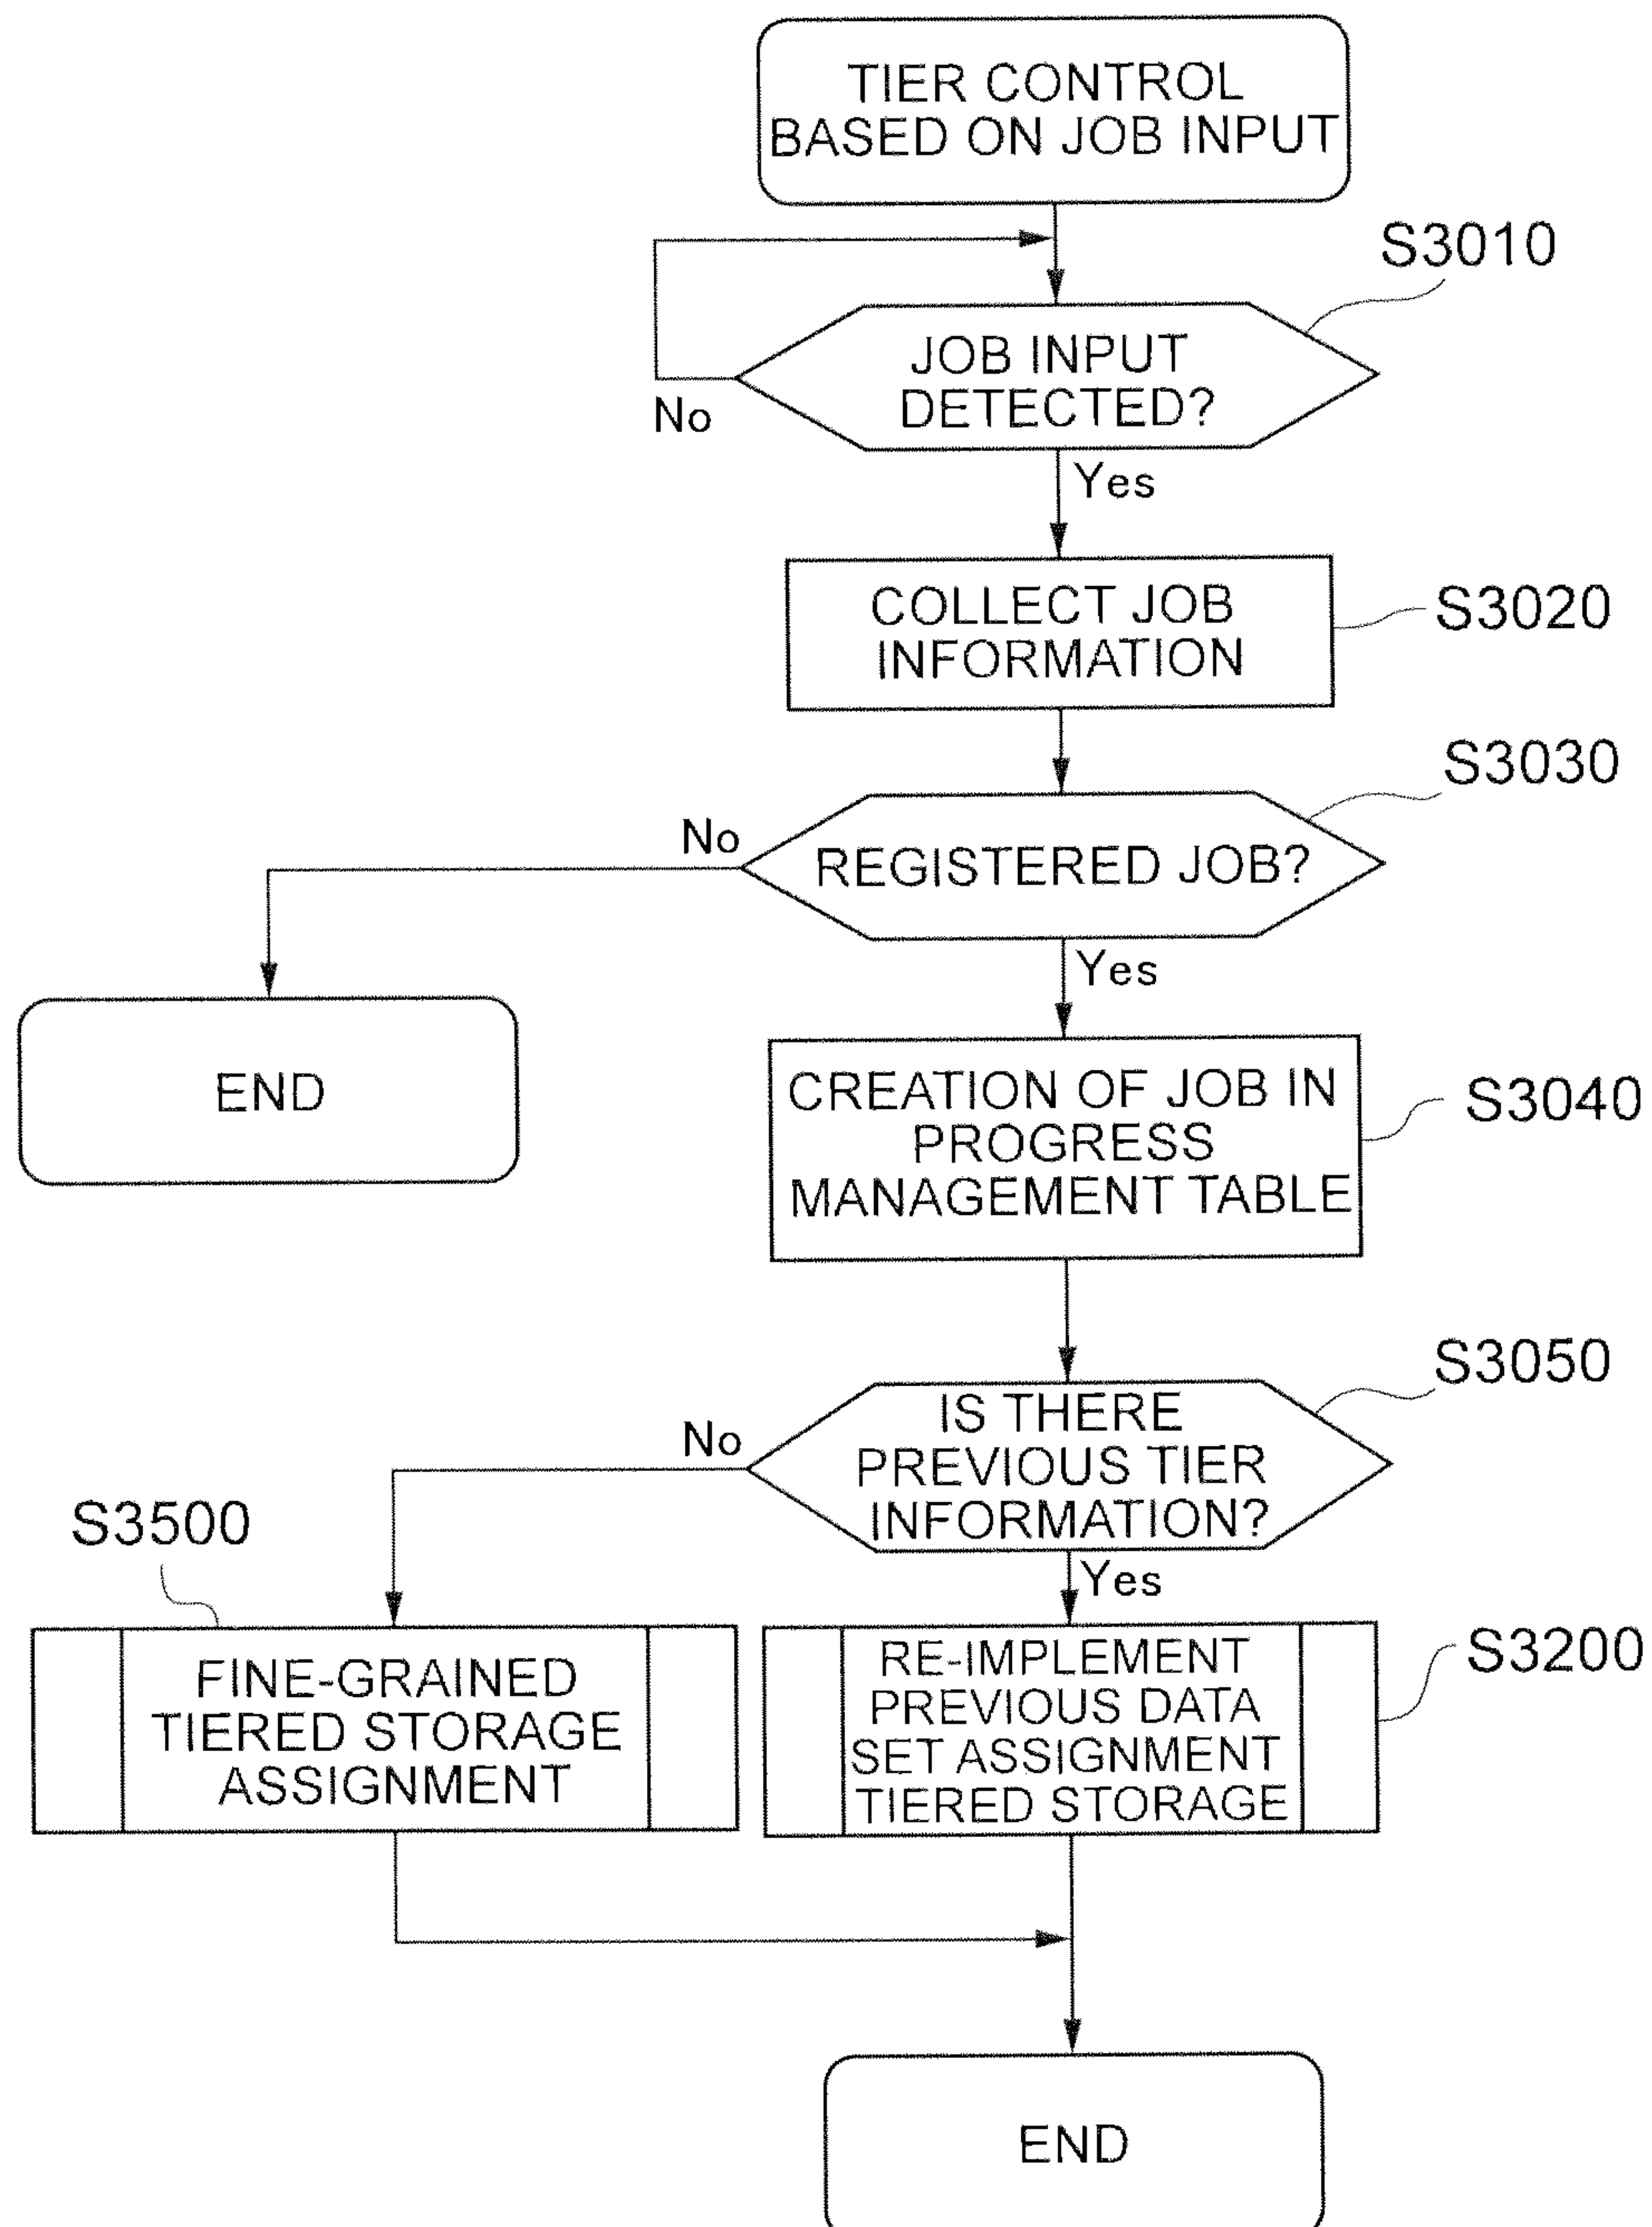 TIER CONTROL
BASED ON JOB INPUT
S3010
JOB INPUT
DETECTED?
No
Yes
COLLECT JOB
INFORMATION
S3020
S3030
No
REGISTERED JOB?
Yes
END
CREATION OF JOB IN
PROGRESS
MANAGEMENT TABLE
S3040
S3050
IS THERE
PREVIOUS TIER
INFORMATION?
No
Yes
S3500
FINE-GRAINED
TIERED STORAGE
ASSIGNMENT
RE-IMPLEMENT
PREVIOUS DATA
SET ASSIGNMENT
TIERED STORAGE
S3200
END